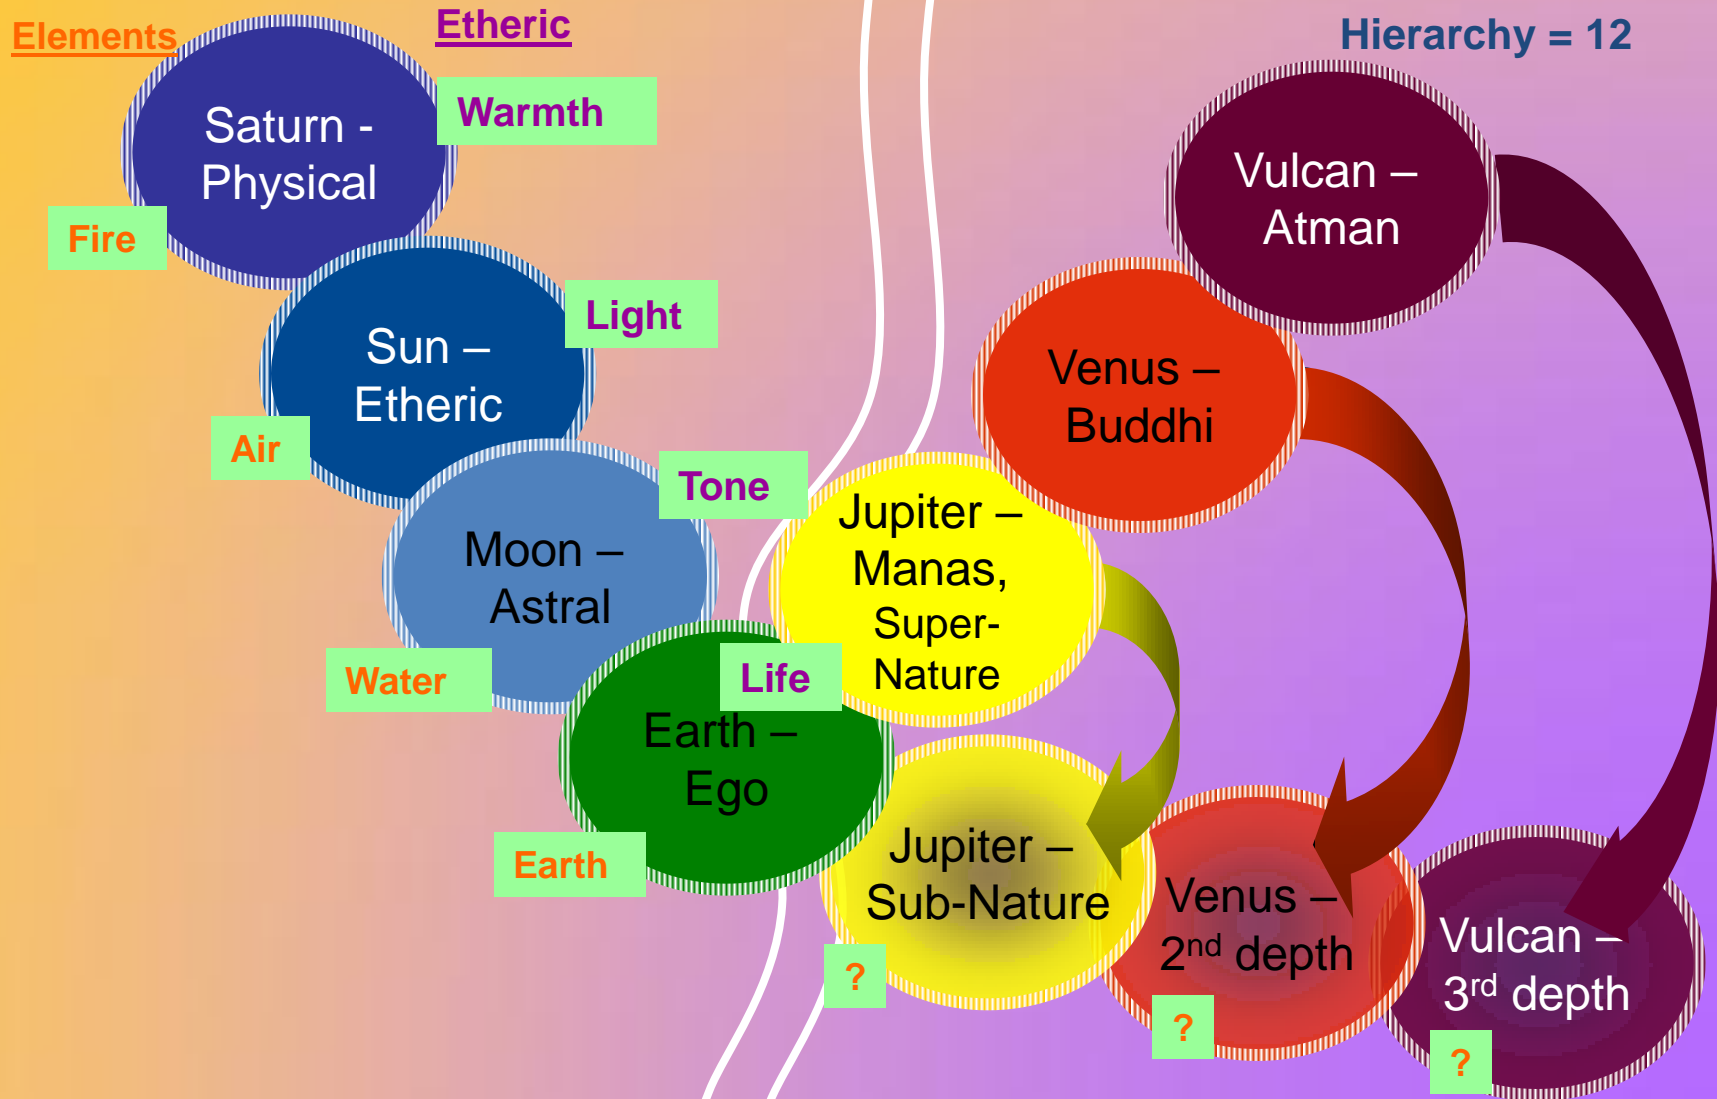 Elements
Etheric
Hierarchy = 12
Saturn -
Physical
Warmth
Fire
Vulcan –
Atman
Sun –
Etheric
Light
Air
Venus –
Buddhi
Moon –
Astral
Tone
Water
Jupiter –
Manas,
Super-
Nature
Life
Earth –
Ego
Earth
Jupiter –
Sub-Nature
?
Venus –
2nd depth
?
Vulcan –
3rd depth
?